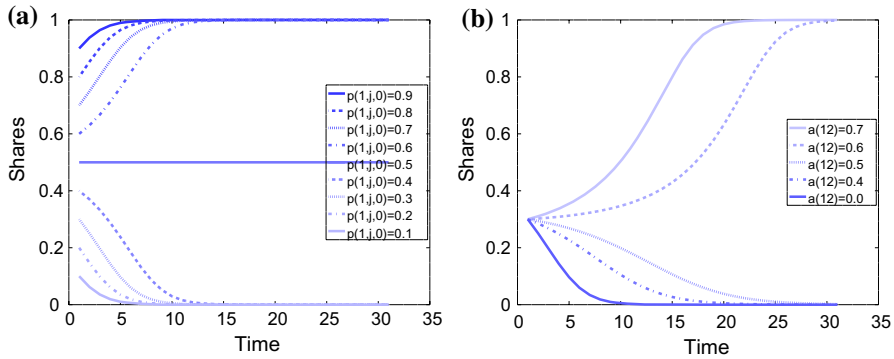 (a)
1
0.8
0.6
0.4
0.2
0
Shares
0 5 10 15 20 25 30 35
Time
p(1,j,0)=0.9
p(1,j,0)=0.8
p(1,j,0)=0.7
p(1,j,0)=0.6
p(1,j,0)=0.5
p(1,j,0)=0.4
p(1,j,0)=0.3
p(1,j,0)=0.2
p(1,j,0)=0.1
(b)
1
0.8
0.6
0.4
0.2
0
Shares
0 5 10 15 20 25 30 35
Time
a(12)=0.7
a(12)=0.6
a(12)=0.5
a(12)=0.4
a(12)=0.0